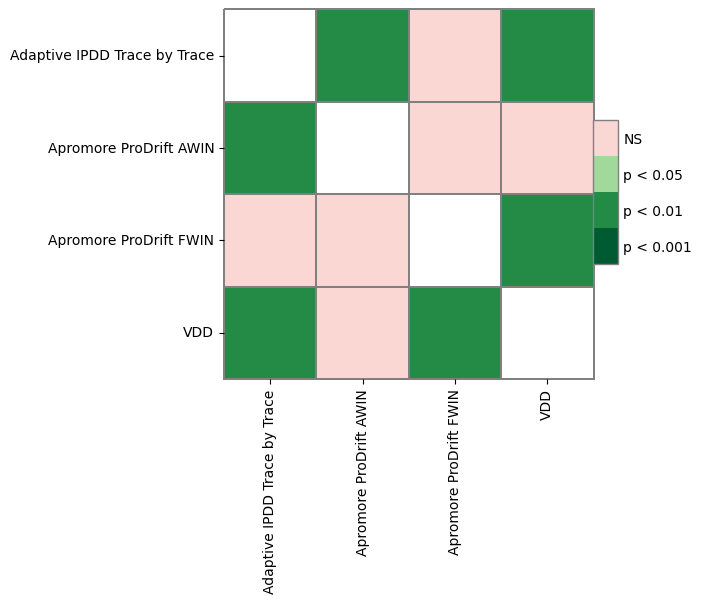 Adaptive IPDD Trace by Trace
Apromore ProDrift AWIN
Apromore ProDrift FWIN
VDD
NS
p < 0.05
p < 0.01
p < 0.001
Adaptive IPDD Trace by Trace
Apromore ProDrift AWIN
Apromore ProDrift FWIN
VDD